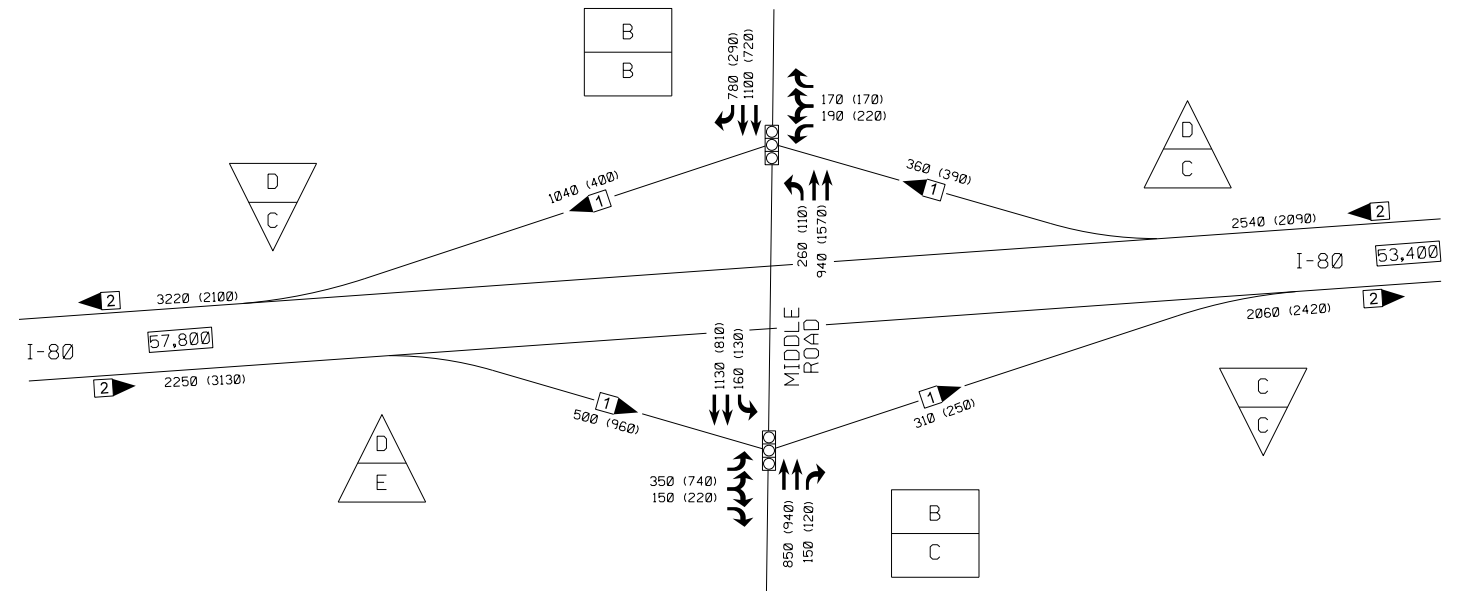 B
B
780 (290)
1100 (720)
170 (170)
190 (220)
D
C
D
C
1040 (400)
1
360 (390)
1
260 (110)
940 (1570)
2540 (2090)
2
I-80
53,400
2
3220 (2100)
57,800
I-80
2
2250 (3130)
MIDDLE
ROAD
2
2060 (2420)
1130 (810)
160 (130)
1
500 (960)
1
310 (250)
D
E
C
C
350 (740)
150 (220)
850 (940)
150 (120)
B
C